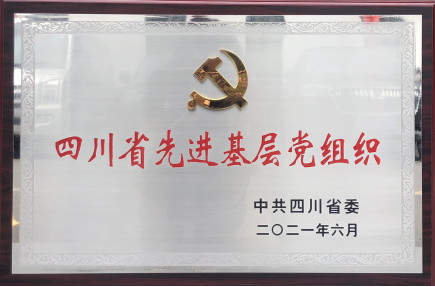 四川省先进基层党组织
中共四川省委
二〇二一年六月